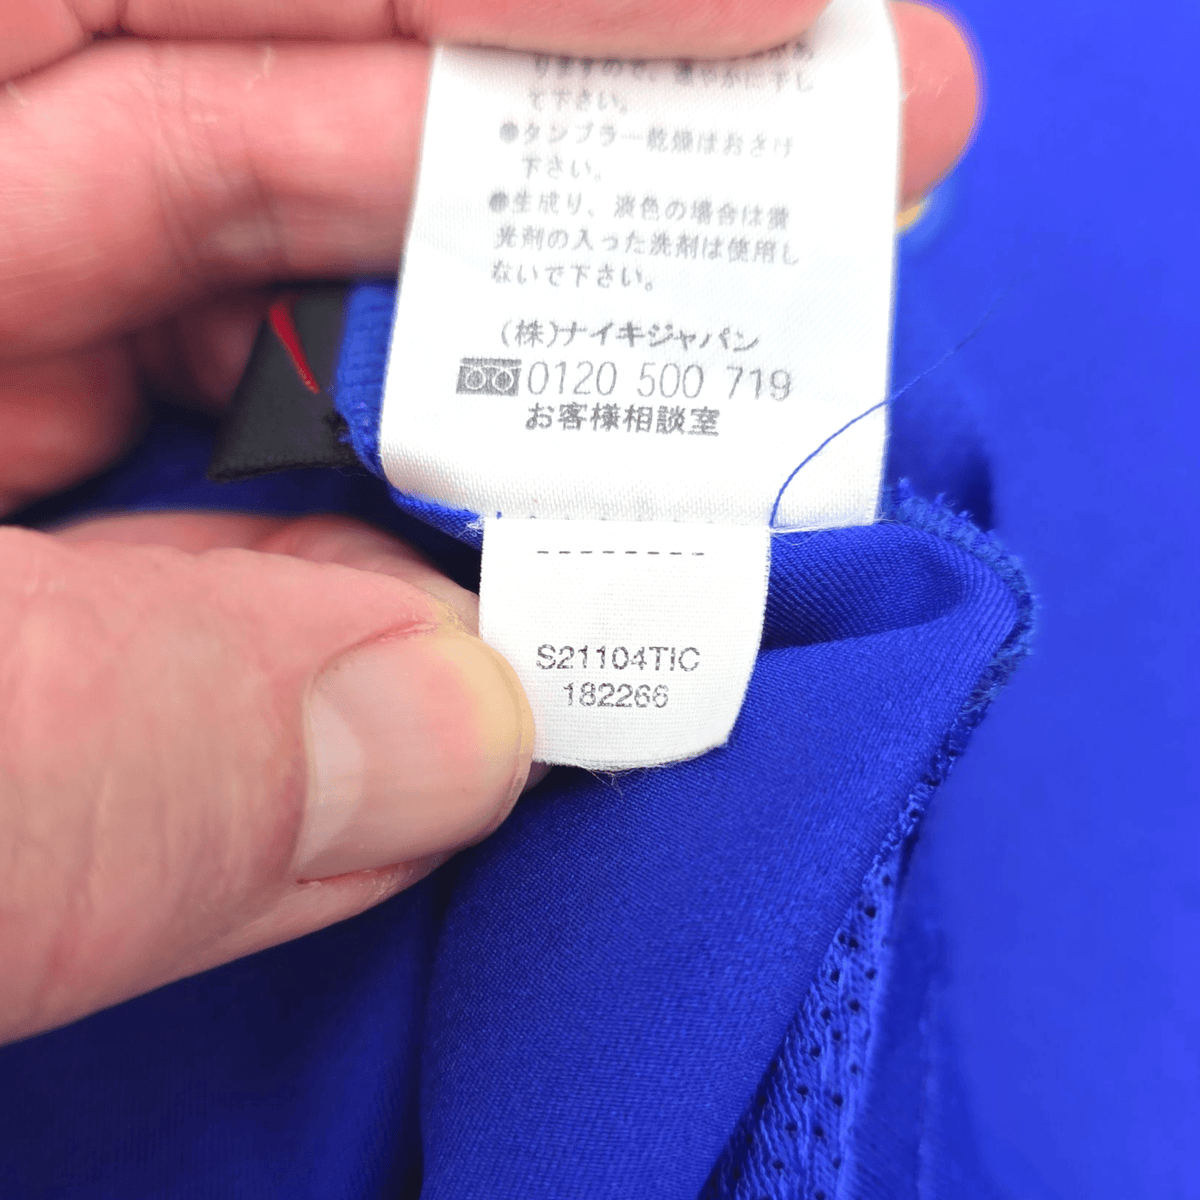 りますので、速やかに干し
て下さい。
●タンブラー乾燥はおさけ
下さい。
●生成り、淡色の場合は蛍
光剤の入った洗剤は使用し
ないで下さい。
(株)ナイキジャパン
0120 500 719
お客様相談室
S21104TIC
182266